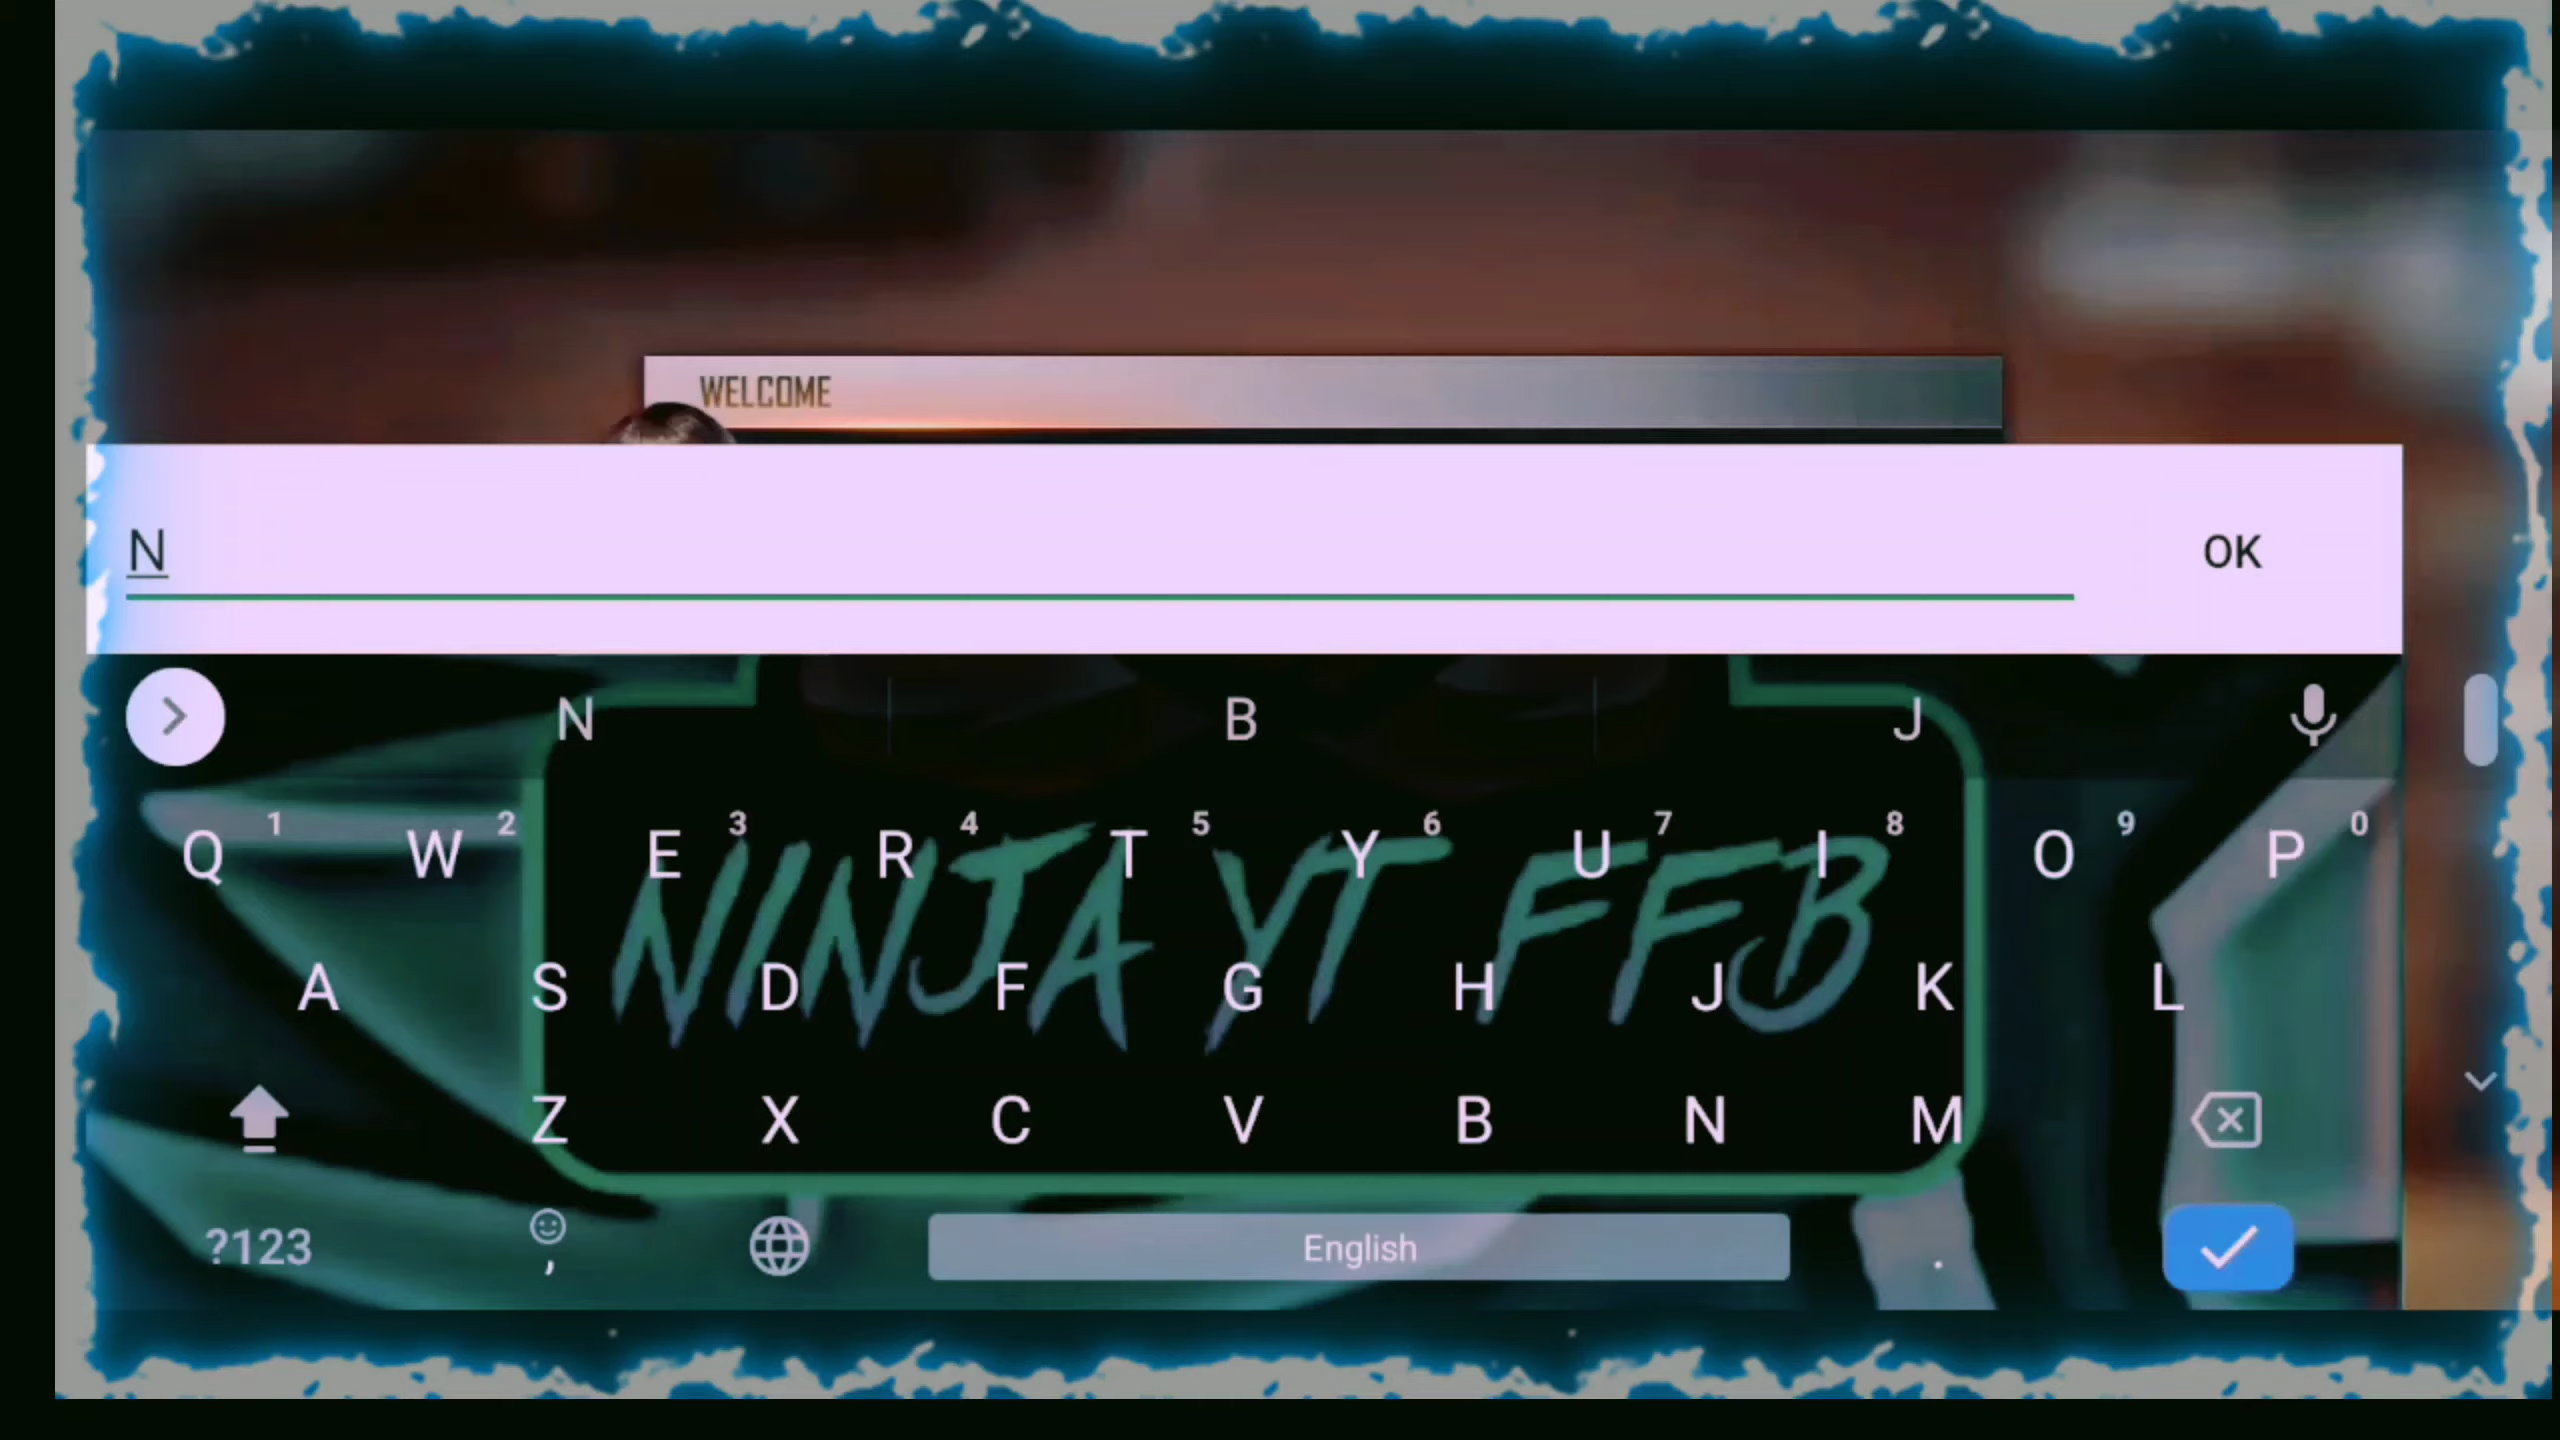 WELCOME
N
OK
N B J
Q 1 W 2 E 3 R 4 T 5 Y 6 U 7 I 8 O 9 P 0
NINJA YT FFB
A S D F G H J K L
Z X C V B N M
?123 , English .